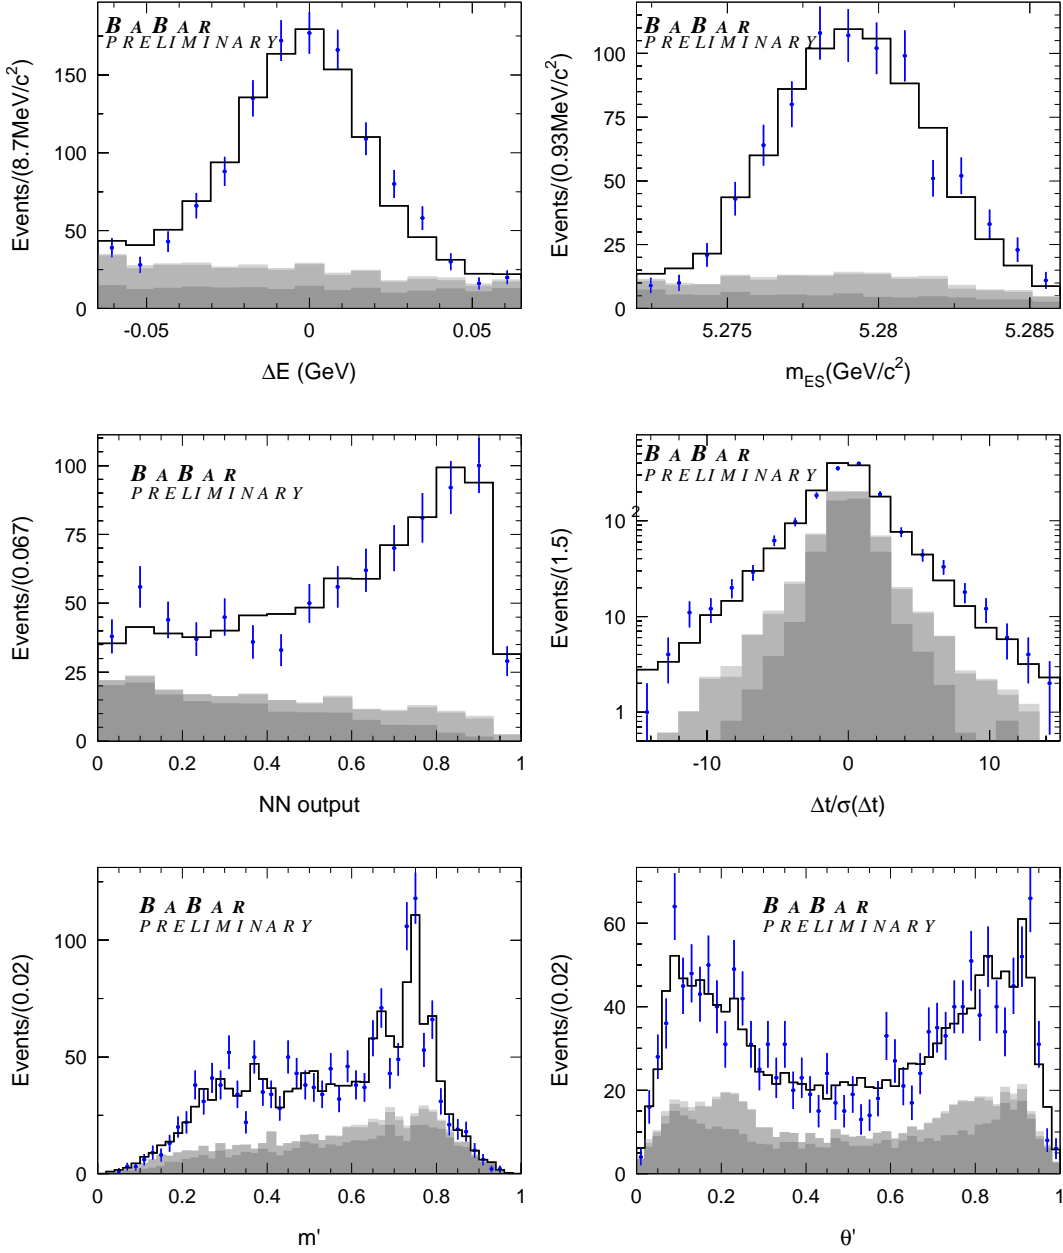 BABAR
PRELIMINARY
Events/(8.7MeV/c²)
150
100
50
0
-0.05 0 0.05
ΔE (GeV)
BABAR
PRELIMINARY
Events/(0.93MeV/c²)
100
75
50
25
0
5.275 5.28 5.285
m_ES(GeV/c²)
BABAR
PRELIMINARY
Events/(0.067)
100
75
50
25
0
0 0.2 0.4 0.6 0.8 1
NN output
BABAR
PRELIMINARY
Events/(1.5)
10²
10
1
-10 0 10
Δt/σ(Δt)
BABAR
PRELIMINARY
Events/(0.02)
100
50
0
0 0.2 0.4 0.6 0.8 1
m'
BABAR
PRELIMINARY
Events/(0.02)
60
40
20
0
0 0.2 0.4 0.6 0.8 1
θ'